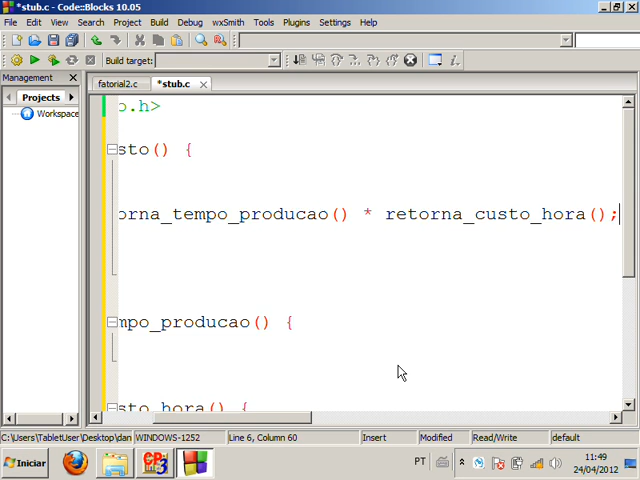 *stub.c - Code::Blocks 10.05
File Edit View Search Project Build Debug wxSmith Tools Plugins Settings Help
Build target:
Management
fatorial2.c *stub.c
Projects
Workspace
o.h>
sto() {
orna_tempo_producao() * retorna_custo_hora();
mpo_producao() {
sto_hora() {
C:\Users\TabletUser\Desktop\dan WINDOWS-1252 Line 6, Column 60 Insert Modified Read/Write default
Iniciar
PT
11:49
24/04/2012